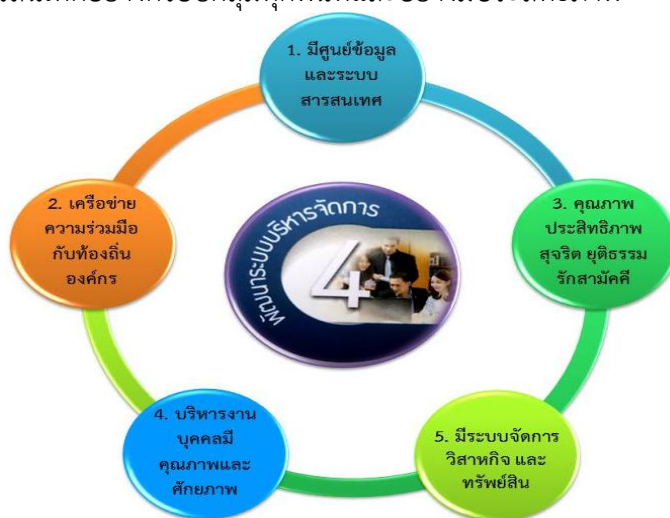 1. มีศูนย์ข้อมูล
และระบบ
สารสนเทศ
2. เครือข่าย
ความร่วมมือ
กับท้องถิ่น
องค์กร
3. คุณภาพ
ประสิทธิภาพ
สุจริต ยุติธรรม
รักสามัคคี
พัฒนาระบบบริหารจัดการ
4
4. บริหารงาน
บุคคลมี
คุณภาพและ
ศักยภาพ
5. มีระบบจัดการ
วิสาหกิจ และ
ทรัพย์สิน